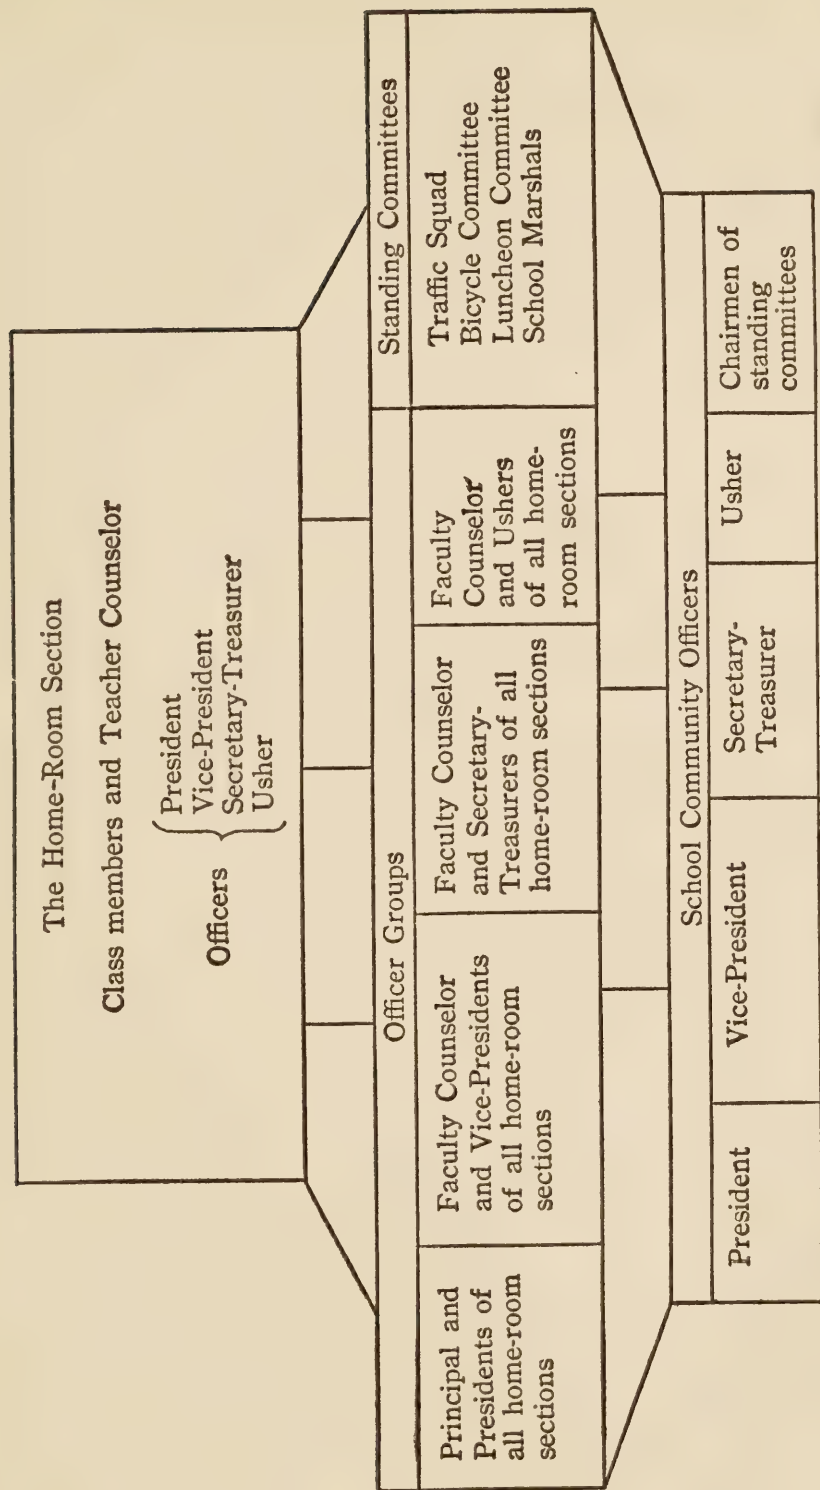 The Home-Room Section
Class members and Teacher Counselor
Officers
President
Vice-President
Secretary-Treasurer
Usher
Officer Groups
Standing Committees
Principal and
Presidents of
all home-room
sections
Faculty Counselor
and Vice-Presidents
of all home-room
sections
Faculty Counselor
and Secretary-
Treasurers of all
home-room sections
Faculty
Counselor
and Ushers
of all home-
room sections
Traffic Squad
Bicycle Committee
Luncheon Committee
School Marshals
School Community Officers
President
Vice-President
Secretary-
Treasurer
Usher
Chairmen of
standing
committees